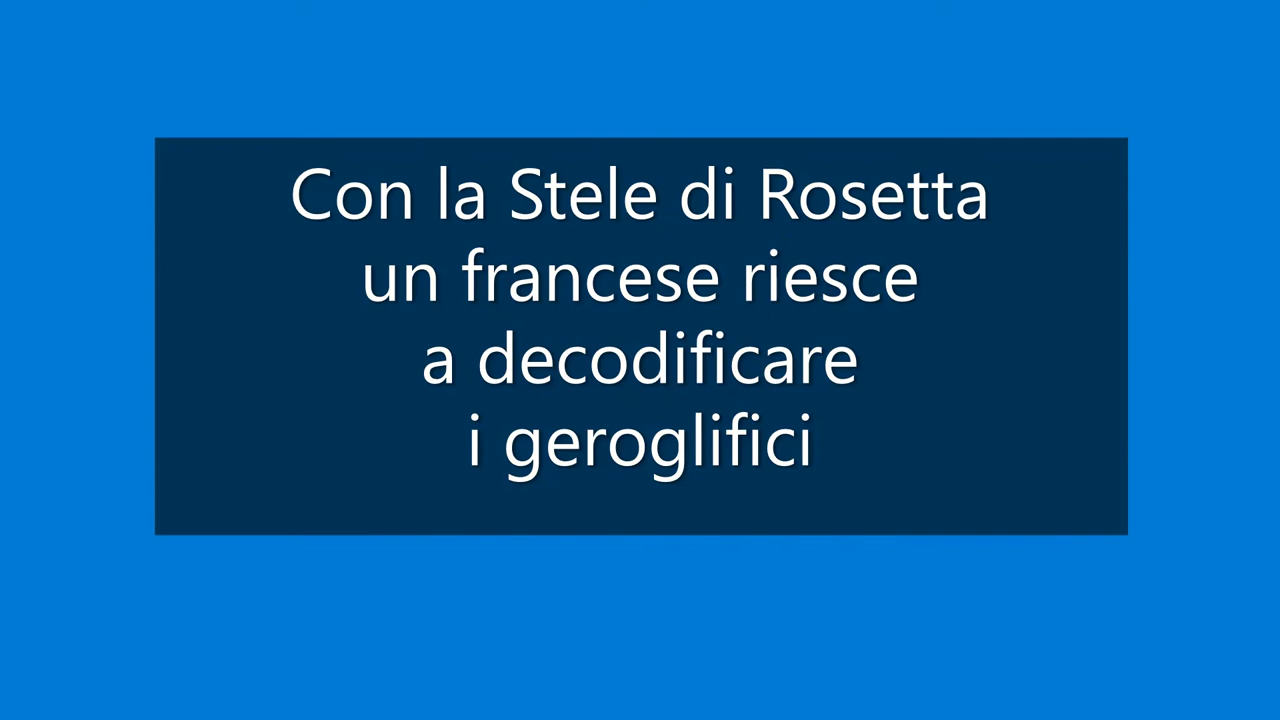 Con la Stele di Rosetta
un francese riesce
a decodificare
i geroglifici